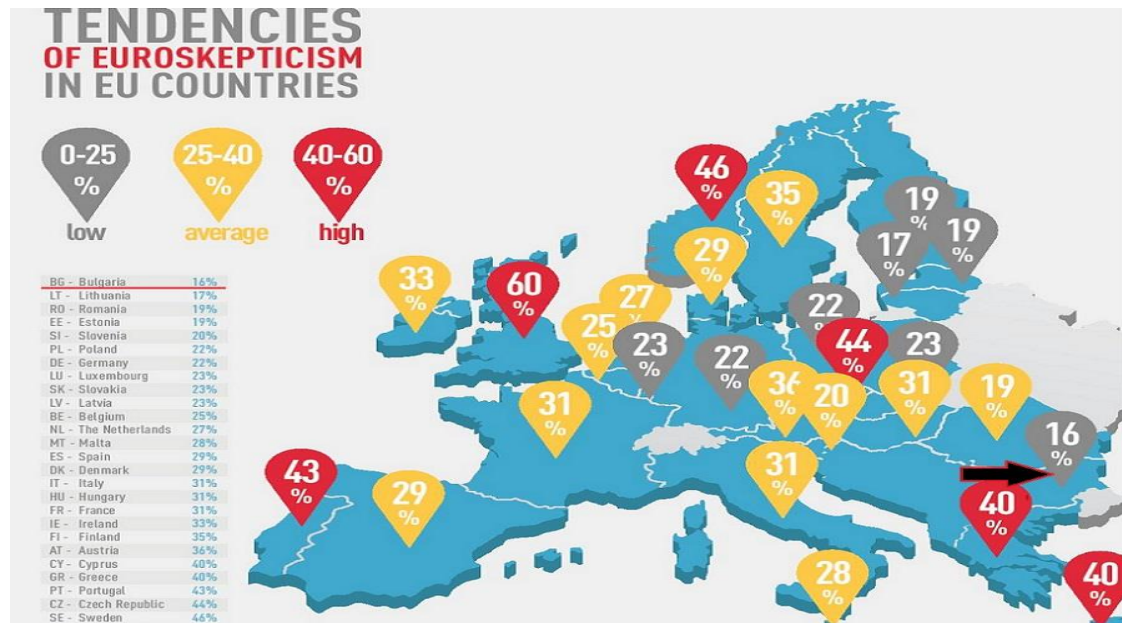 TENDENCIES
OF EUROSKEPTICISM
IN EU COUNTRIES
0-25
%
low
25-40
%
average
40-60
%
high
BG - Bulgaria 16%
LT - Lithuania 17%
RO - Romania 19%
EE - Estonia 19%
SI - Slovenia 20%
PL - Poland 22%
DE - Germany 22%
LU - Luxembourg 23%
SK - Slovakia 23%
LV - Latvia 23%
BE - Belgium 25%
NL - The Netherlands 27%
MT - Malta 28%
ES - Spain 29%
DK - Denmark 29%
IT - Italy 31%
HU - Hungary 31%
FR - France 31%
IE - Ireland 33%
FI - Finland 35%
AT - Austria 36%
CY - Cyprus 40%
GR - Greece 40%
PT - Portugal 43%
CZ - Czech Republic 44%
SE - Sweden 46%
46
%
35
%
19
%
19
%
17
%
29
%
33
%
60
%
27
%
25
%
23
%
22
%
22
%
44
%
23
36
%
20
%
31
%
19
%
31
%
16
%
43
%
29
%
31
%
40
%
28
%
40
%